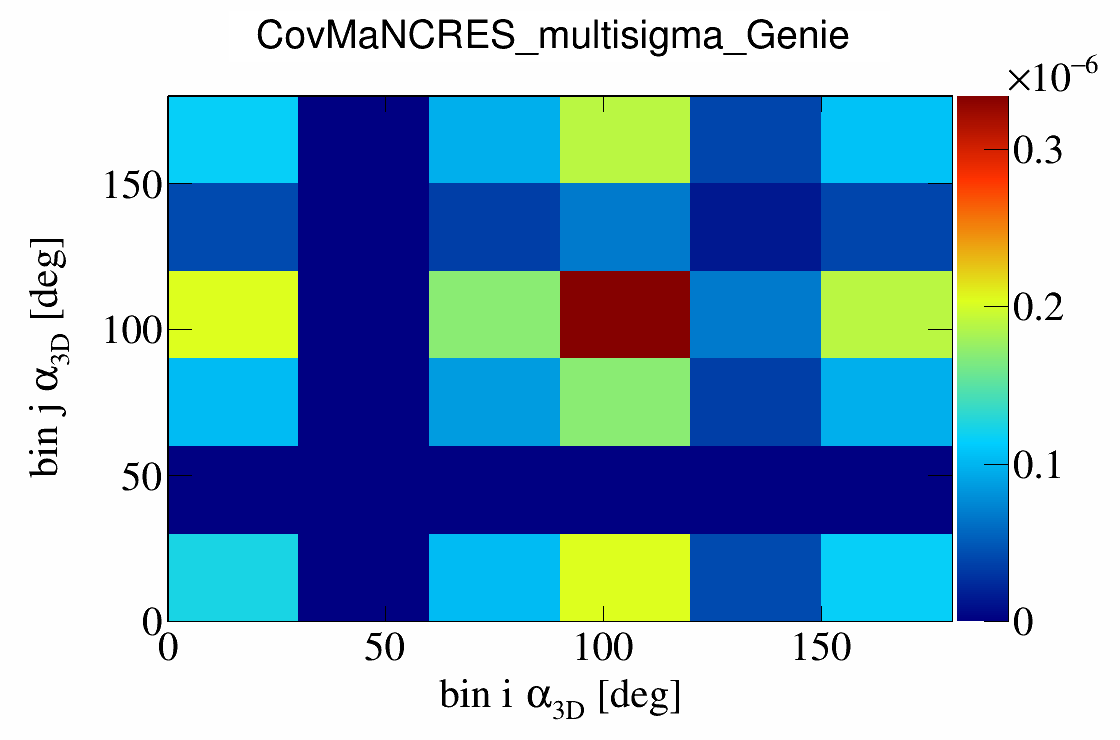 CovMaNCRES_multisigma_Genie
×10⁻⁶
0.3
0.2
0.1
0
150
100
50
0
0 50 100 150
bin j α3D [deg]
bin i α3D [deg]